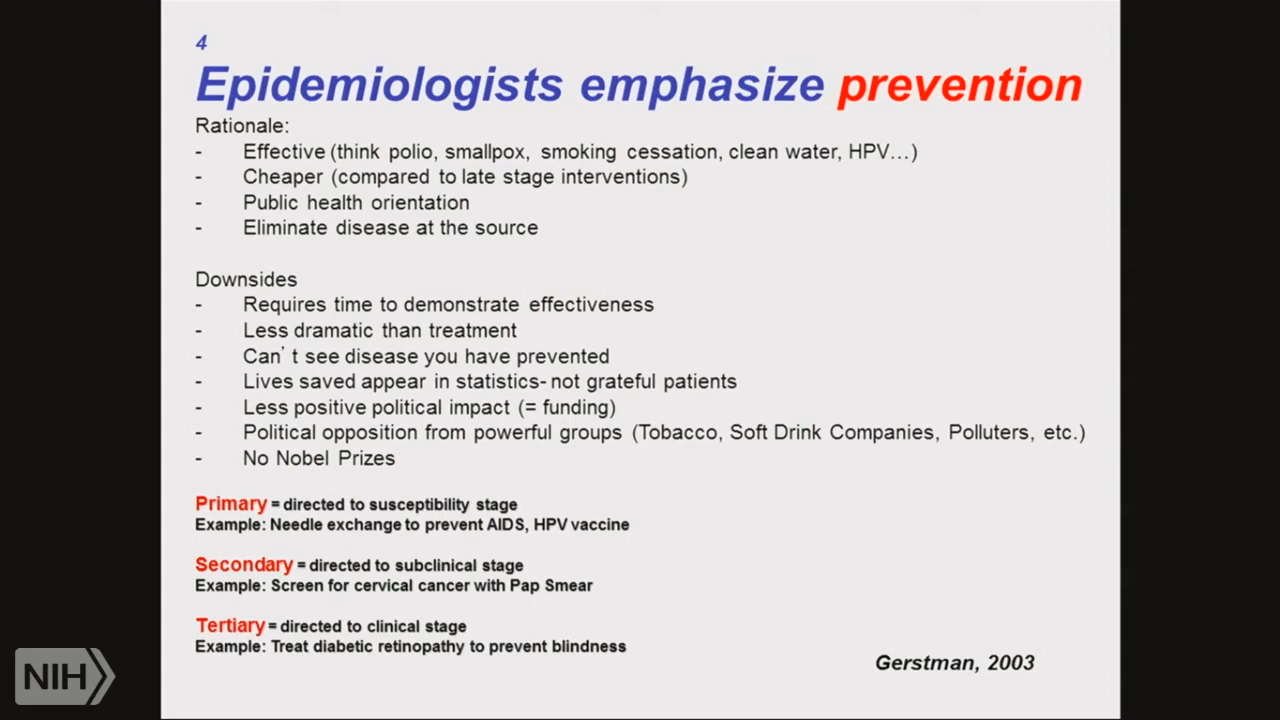 4
Epidemiologists emphasize prevention
Rationale:
- Effective (think polio, smallpox, smoking cessation, clean water, HPV…)
- Cheaper (compared to late stage interventions)
- Public health orientation
- Eliminate disease at the source
Downsides
- Requires time to demonstrate effectiveness
- Less dramatic than treatment
- Can’ t see disease you have prevented
- Lives saved appear in statistics- not grateful patients
- Less positive political impact (= funding)
- Political opposition from powerful groups (Tobacco, Soft Drink Companies, Polluters, etc.)
- No Nobel Prizes
Primary = directed to susceptibility stage
Example: Needle exchange to prevent AIDS, HPV vaccine
Secondary = directed to subclinical stage
Example: Screen for cervical cancer with Pap Smear
Tertiary = directed to clinical stage
Example: Treat diabetic retinopathy to prevent blindness
Gerstman, 2003
NIH